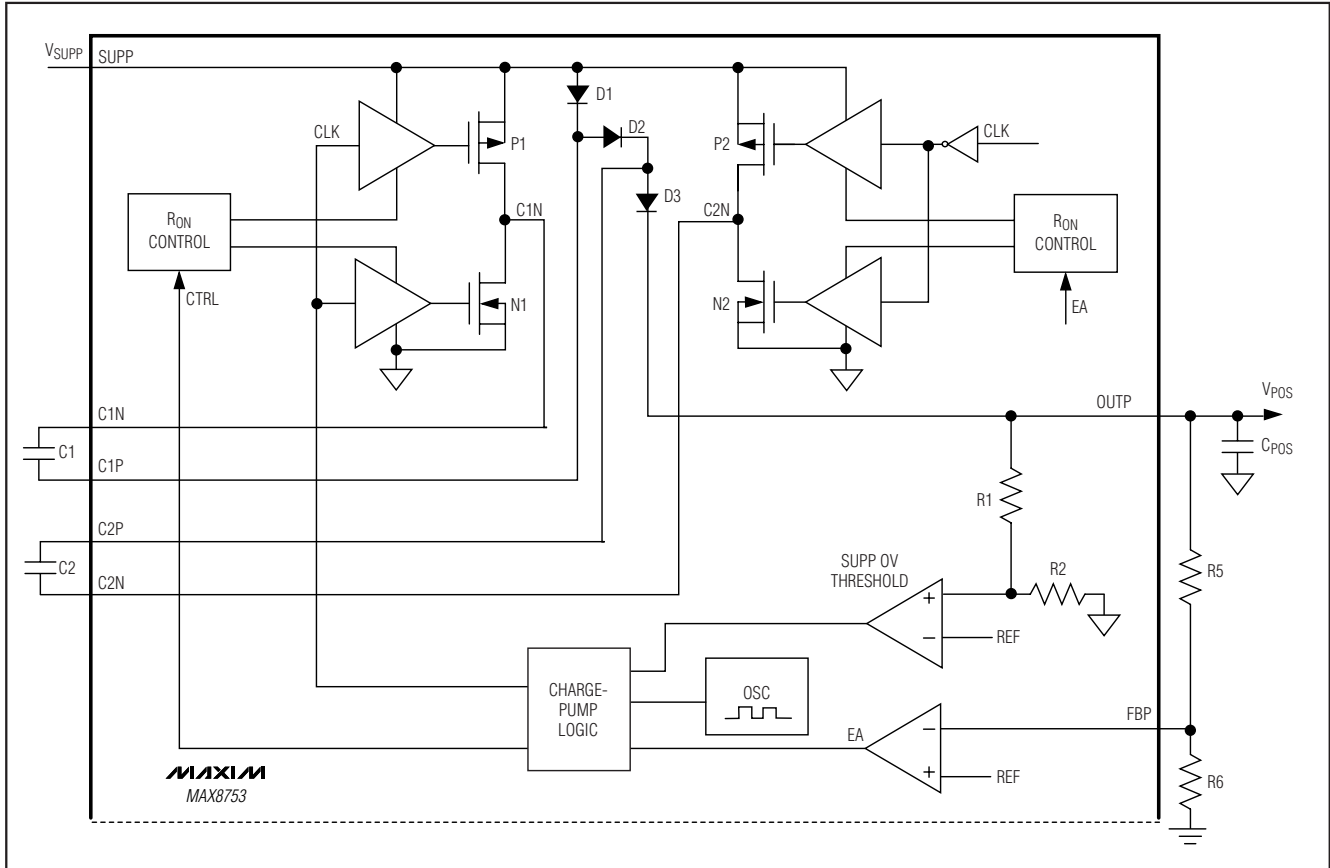 VSUPP
SUPP
D1
D2
CLK
P1
P2
CLK
D3
RON
CONTROL
C1N
C2N
RON
CONTROL
CTRL
N1
N2
EA
C1N
OUTP
VPOS
C1
CPOS
C1P
R1
C2P
SUPP OV
THRESHOLD
R2
R5
C2
C2N
+
−
REF
CHARGE-
PUMP
LOGIC
OSC
EA
FBP
−
+
REF
R6
MAXIM
MAX8753